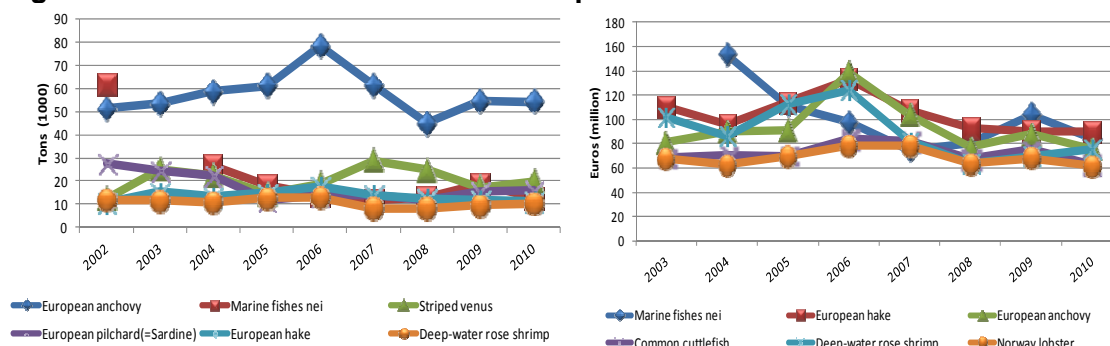 90
80
70
60
50
40
30
20
10
0
Tons (1000)
2002 2003 2004 2005 2006 2007 2008 2009 2010
European anchovy Marine fishes nei Striped venus
European pilchard(=Sardine) European hake Deep-water rose shrimp
180
160
140
120
100
80
60
40
20
0
Euros (million)
2003 2004 2005 2006 2007 2008 2009 2010
Marine fishes nei European hake European anchovy
Common cuttlefish Deep-water rose shrimp Norway lobster